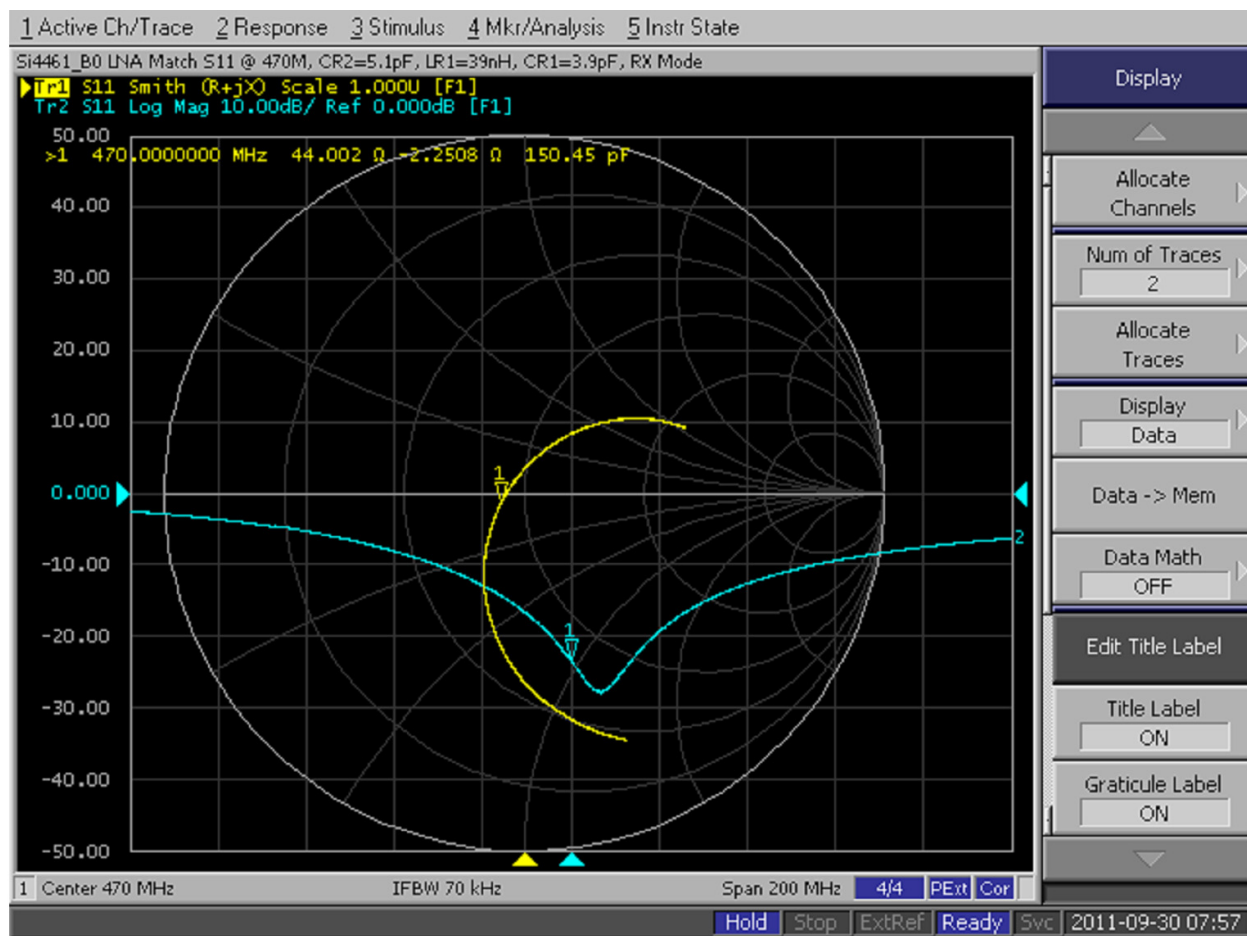 1 Active Ch/Trace 2 Response 3 Stimulus 4 Mkr/Analysis 5 Instr State
Si4461_B0 LNA Match S11 @ 470M, CR2=5.1pF, LR1=39nH, CR1=3.9pF, RX Mode
Tr1 S11 Smith (R+jX) Scale 1.000U [F1]
Tr2 S11 Log Mag 10.00dB/ Ref 0.000dB [F1]
50.00
>1 470.0000000 MHz 44.002 Ω -2.2508 Ω 150.45 pF
40.00
30.00
20.00
10.00
0.000
-10.00
-20.00
-30.00
-40.00
-50.00
1
1
2
1 Center 470 MHz IFBW 70 kHz Span 200 MHz 4/4 PExt Cor
Hold Stop ExtRef Ready Svc 2011-09-30 07:57
Display
Allocate
Channels
Num of Traces
2
Allocate
Traces
Display
Data
Data -> Mem
Data Math
OFF
Edit Title Label
Title Label
ON
Graticule Label
ON